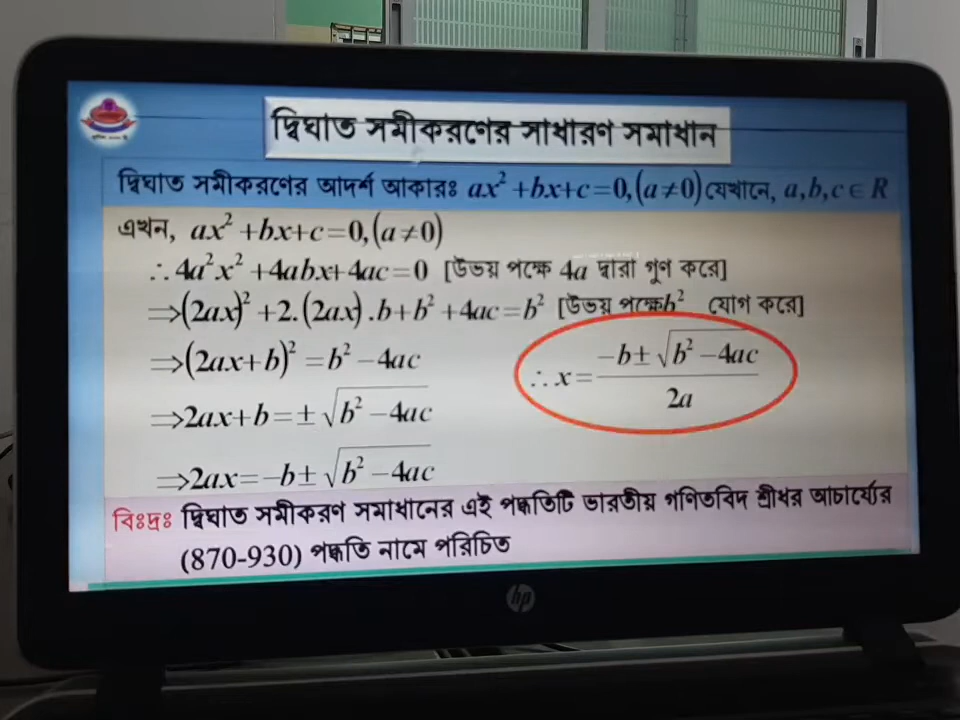 দ্বিঘাত সমীকরণের সাধারণ সমাধান
দ্বিঘাত সমীকরণের আদর্শ আকারঃ ax² +bx+c=0,(a≠0) যেখানে, a,b,c∈R
এখন, ax² +bx+c=0,(a≠0)
∴4a²x² +4abx+4ac=0 [উভয় পক্ষে 4a দ্বারা গুণ করে]
⇒(2ax)² +2.(2ax).b+b² +4ac=b² [উভয় পক্ষেb² যোগ করে]
⇒(2ax+b)² =b² −4ac
⇒2ax+b=±√(b² −4ac)
⇒2ax=−b±√(b² −4ac)
∴x=(−b±√(b² −4ac))/2a
বিঃদ্রঃ দ্বিঘাত সমীকরণ সমাধানের এই পদ্ধতিটি ভারতীয় গণিতবিদ শ্রীধর আচার্য্যের
(870-930) পদ্ধতি নামে পরিচিত
hp